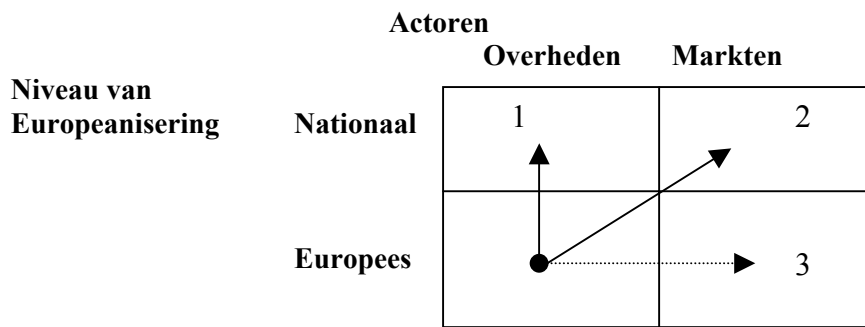 Actoren
Overheden Markten
Niveau van
Europeanisering
Nationaal 1 2
Europees 3